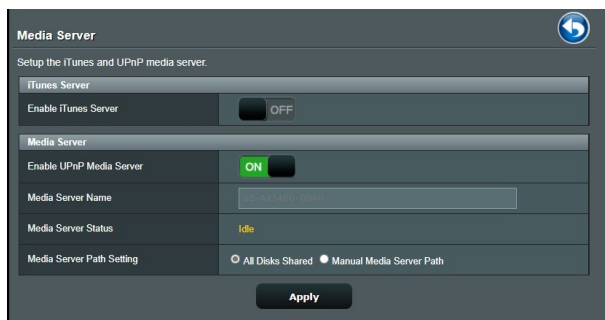 Media Server
Setup the iTunes and UPnP media server.
iTunes Server
Enable iTunes Server OFF
Media Server
Enable UPnP Media Server ON
Media Server Name
Media Server Status Idle
Media Server Path Setting All Disks Shared Manual Media Server Path
Apply